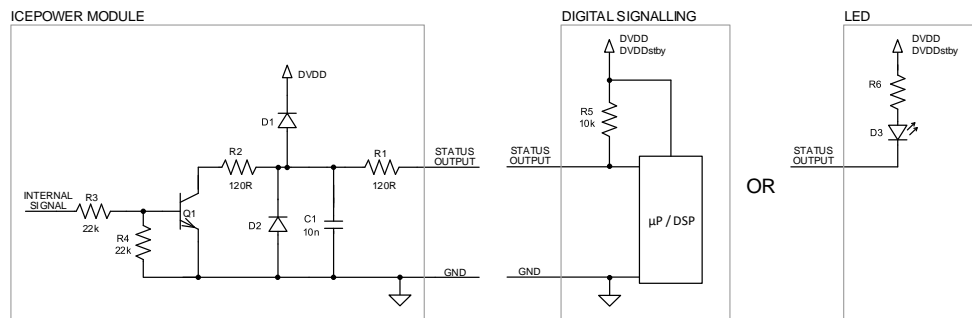 ICEPOWER MODULE
DVDD
D1
R2
120R
R1
120R
STATUS
OUTPUT
INTERNAL
SIGNAL
R3
22k
R4
22k
Q1
D2
C1
10n
GND
DIGITAL SIGNALLING
DVDD
DVDDstby
R5
10k
STATUS
OUTPUT
µP / DSP
GND
OR
LED
DVDD
DVDDstby
R6
D3
STATUS
OUTPUT